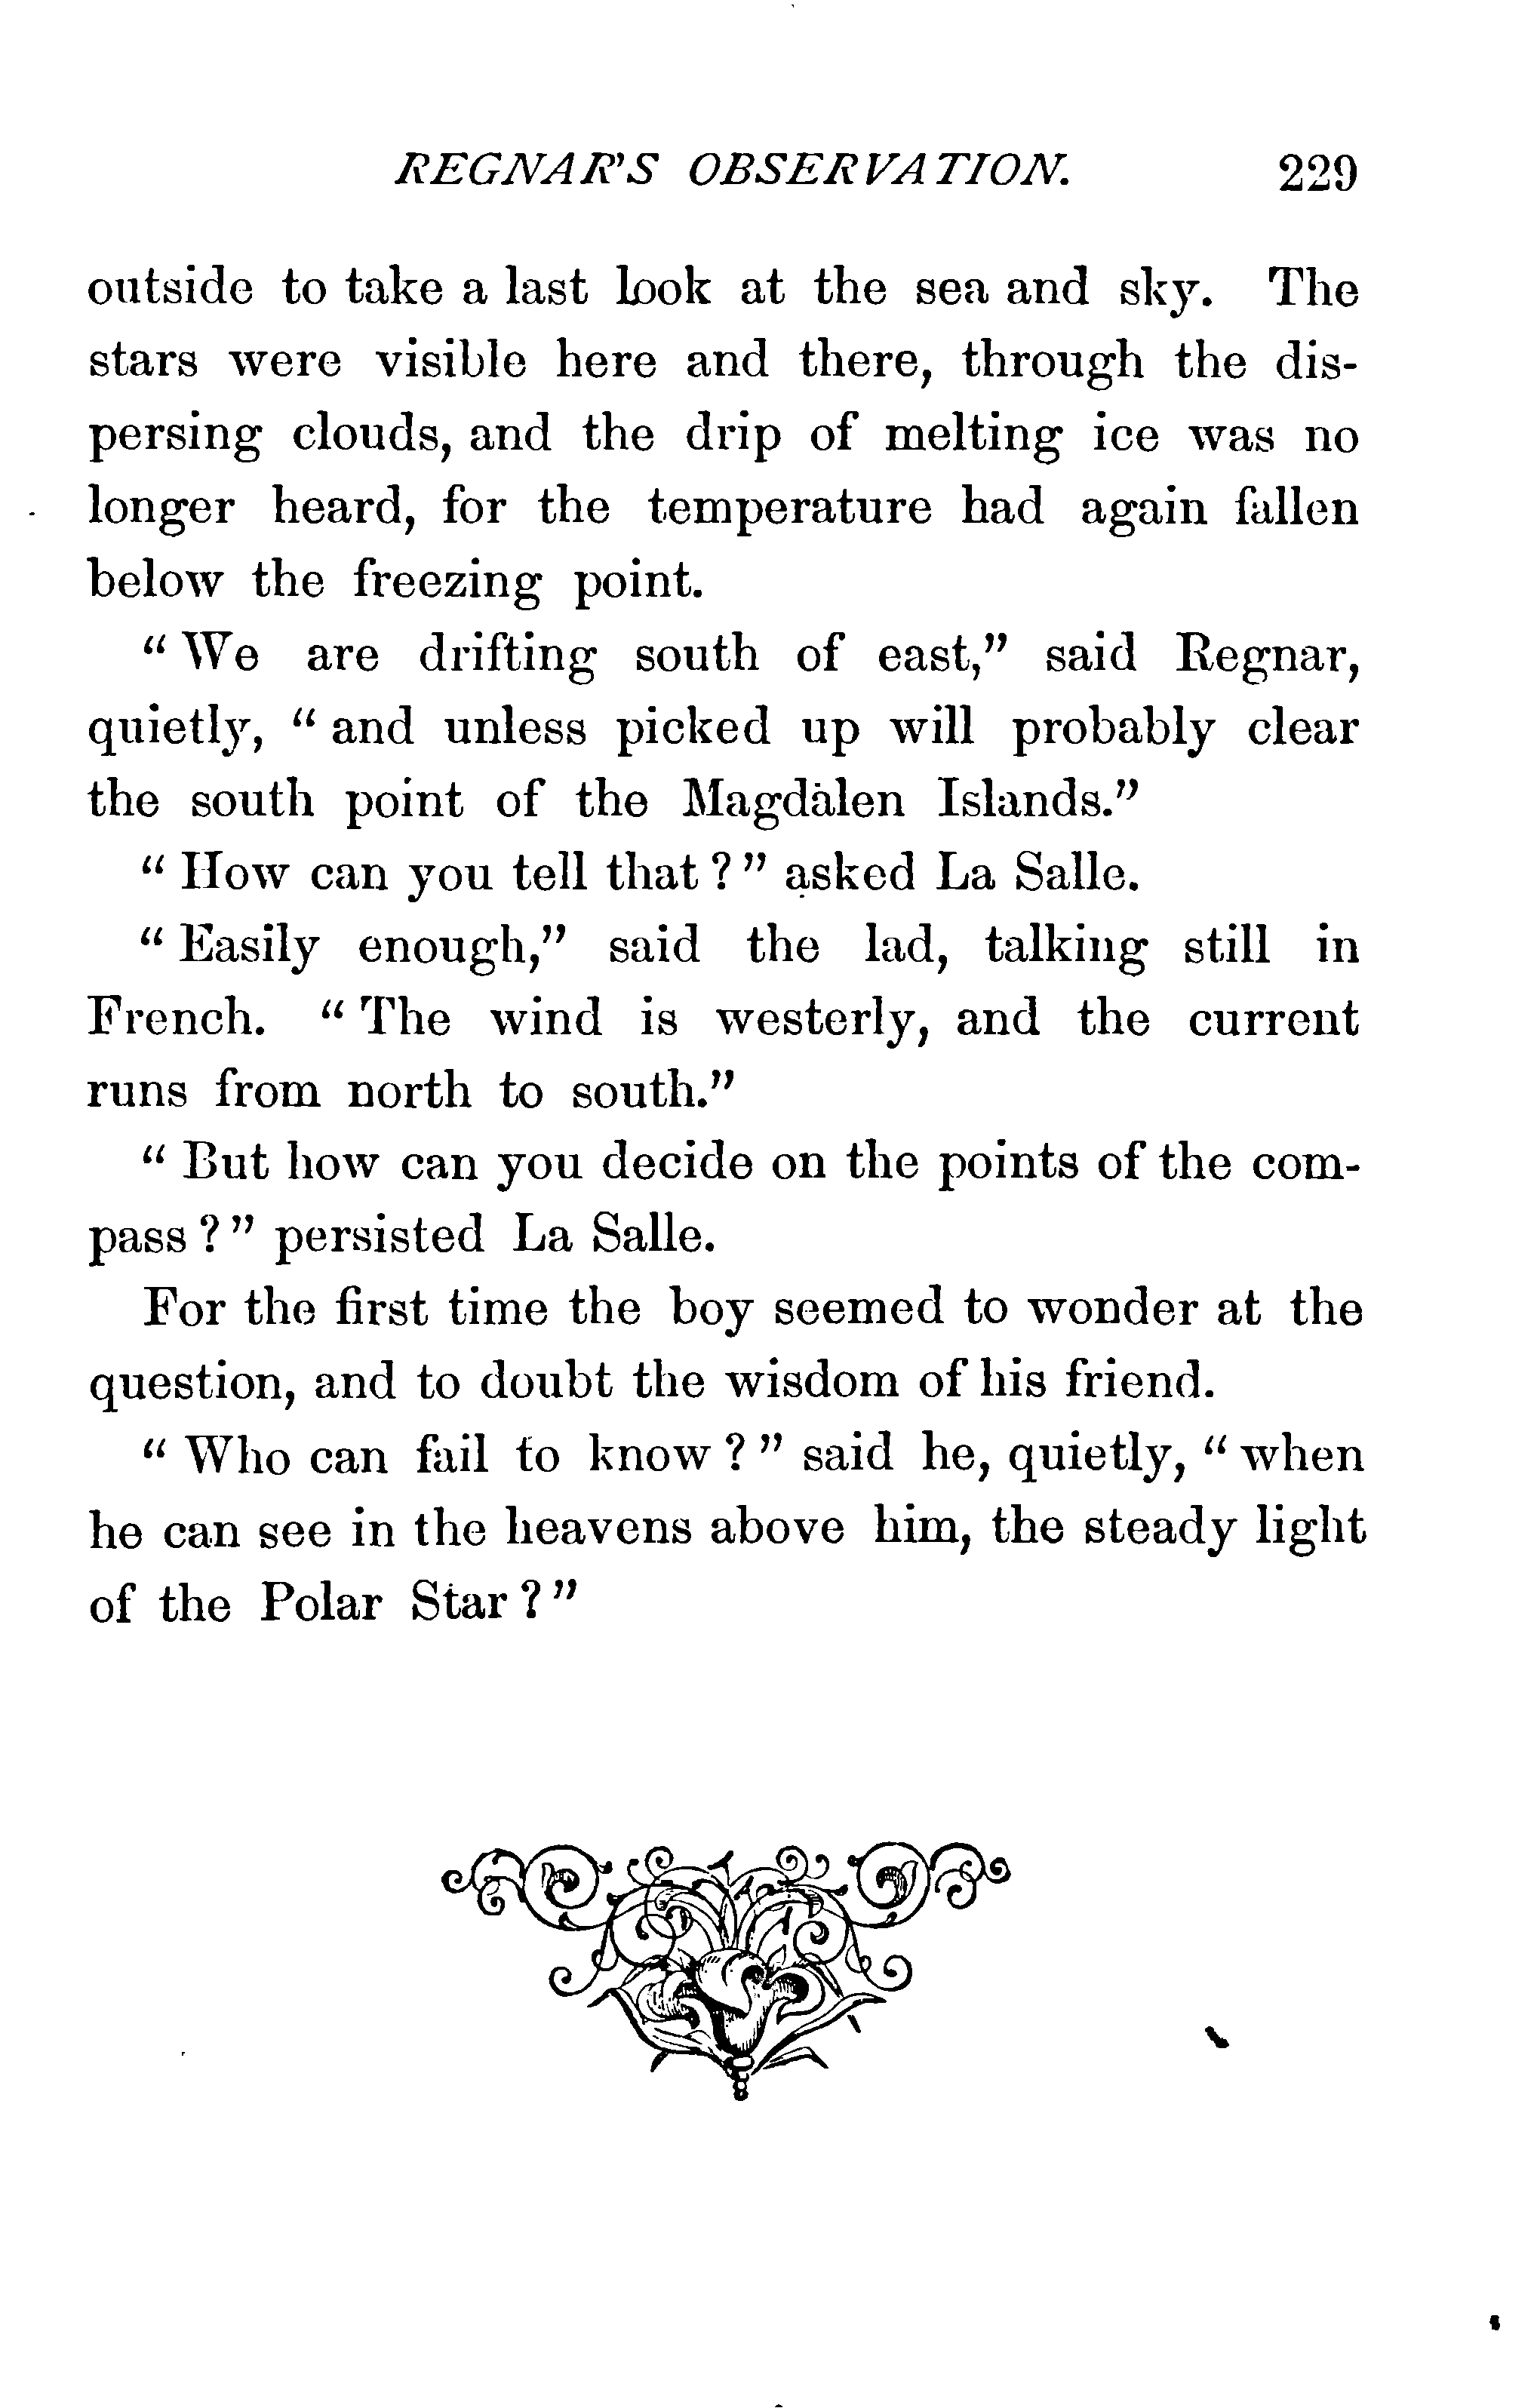 REGNAR'S OBSERVATION. 229
outside to take a last look at the sea and sky. The
stars were visible here and there, through the dis-
persing clouds, and the drip of melting ice was no
longer heard, for the temperature had again fallen
below the freezing point.
“ We are drifting south of east,” said Regnar,
quietly, “ and unless picked up will probably clear
the south point of the Magdalen Islands.”
“ How can you tell that ? ” asked La Salle.
“ Easily enough,” said the lad, talking still in
French. “ The wind is westerly, and the current
runs from north to south.”
“ But how can you decide on the points of the com-
pass ? ” persisted La Salle.
For the first time the boy seemed to wonder at the
question, and to doubt the wisdom of his friend.
“ Who can fail to know ? ” said he, quietly, “ when
he can see in the heavens above him, the steady light
of the Polar Star ? ”